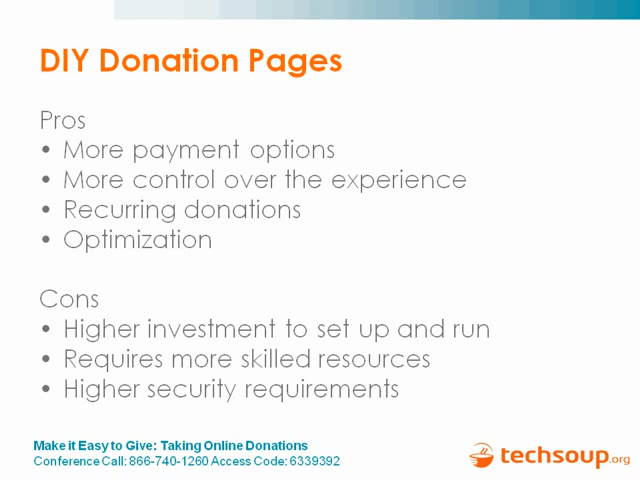 DIY Donation Pages
Pros
• More payment options
• More control over the experience
• Recurring donations
• Optimization
Cons
• Higher investment to set up and run
• Requires more skilled resources
• Higher security requirements
Make it Easy to Give: Taking Online Donations
Conference Call: 866-740-1260 Access Code: 6339392
techsoup.org